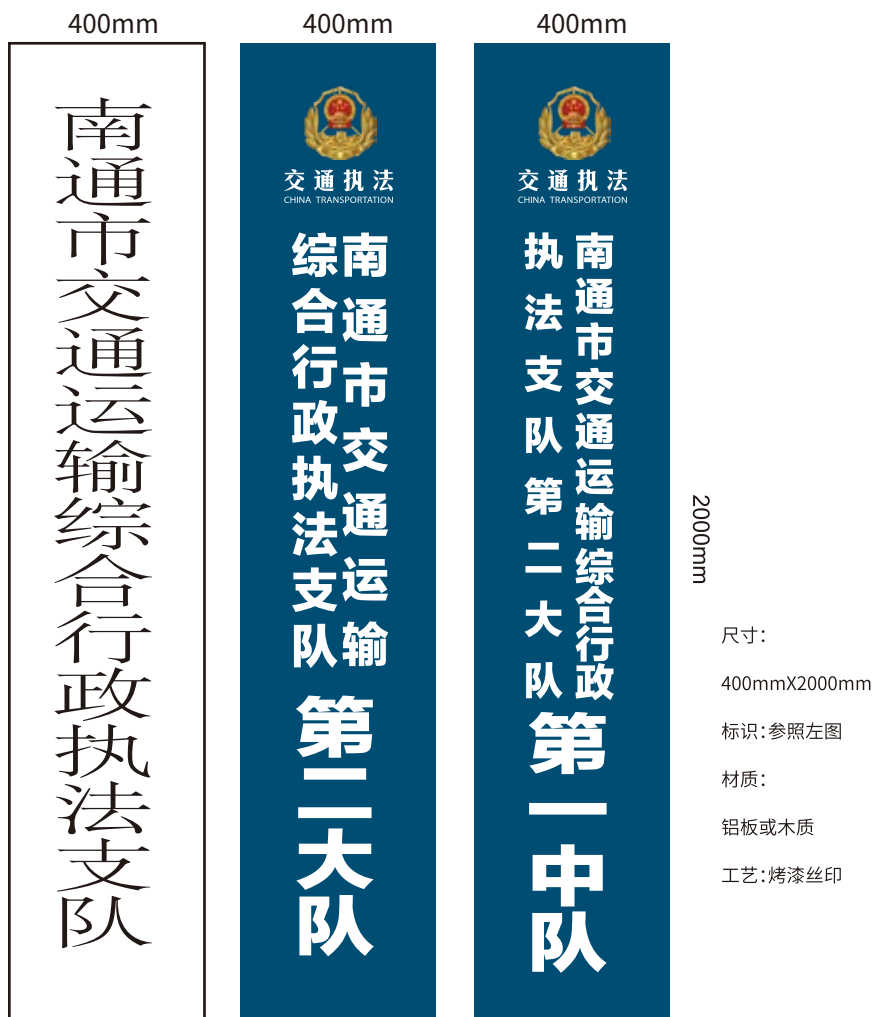 400mm
400mm
400mm
南通市交通运输综合行政执法支队
交通执法
CHINA TRANSPORTATION
南通市交通运输
综合行政执法支队
第二大队
交通执法
CHINA TRANSPORTATION
南通市交通运输综合行政
执法支队第二大队
第一中队
2000mm
尺寸：
400mmX2000mm
标识：参照左图
材质：
铝板或木质
工艺：烤漆丝印